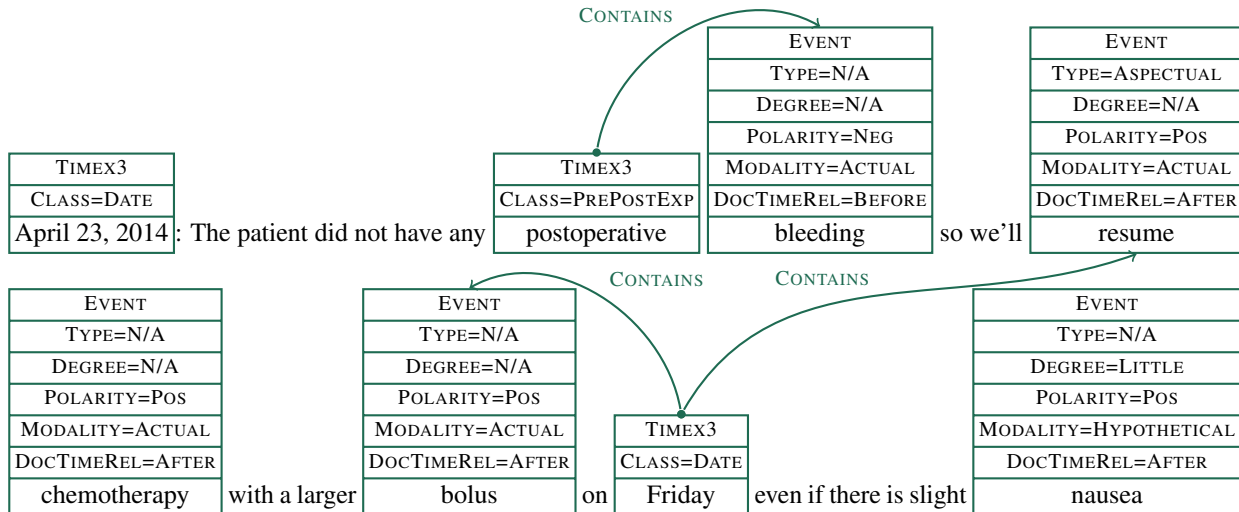 CONTAINS
EVENT
TYPE=N/A
DEGREE=N/A
POLARITY=NEG
MODALITY=ACTUAL
DOCTIMEREL=BEFORE
EVENT
TYPE=ASPECTUAL
DEGREE=N/A
POLARITY=POS
MODALITY=ACTUAL
DOCTIMEREL=AFTER
TIMEX3
CLASS=DATE
TIMEX3
CLASS=PREPOSTEXP
April 23, 2014 : The patient did not have any postoperative bleeding so we'll resume
CONTAINS
CONTAINS
EVENT
TYPE=N/A
DEGREE=N/A
POLARITY=POS
MODALITY=ACTUAL
DOCTIMEREL=AFTER
EVENT
TYPE=N/A
DEGREE=N/A
POLARITY=POS
MODALITY=ACTUAL
DOCTIMEREL=AFTER
TIMEX3
CLASS=DATE
EVENT
TYPE=N/A
DEGREE=LITTLE
POLARITY=POS
MODALITY=HYPOTHETICAL
DOCTIMEREL=AFTER
chemotherapy with a larger bolus on Friday even if there is slight nausea